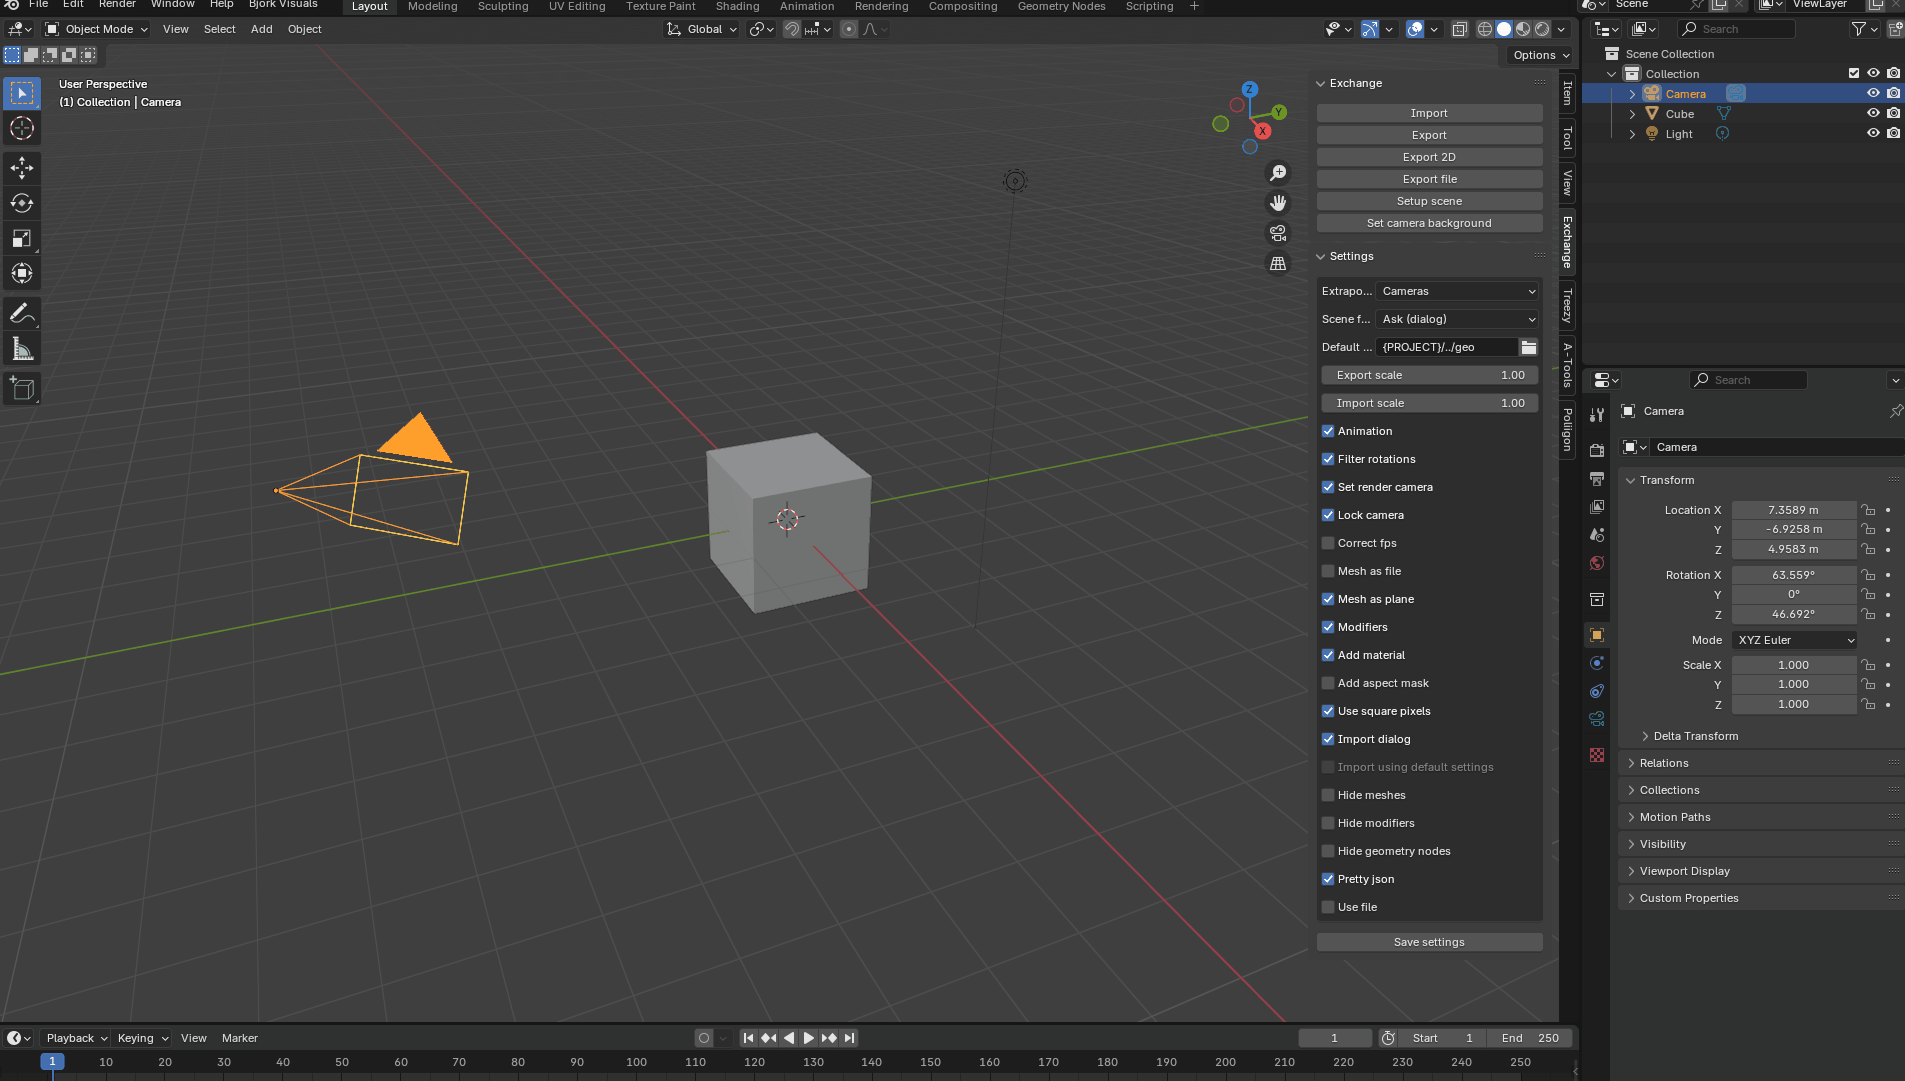 File Edit Render Window Help Bjork Visuals Layout Modeling Sculpting UV Editing Texture Paint Shading Animation Rendering Compositing Geometry Nodes Scripting + Scene ViewLayer
Object Mode View Select Add Object Global Search
Options
User Perspective
(1) Collection | Camera
Z
Y
X
Exchange
Import
Export
Export 2D
Export file
Setup scene
Set camera background
Settings
Extrapo... Cameras
Scene f... Ask (dialog)
Default ... {PROJECT}/../geo
Export scale 1.00
Import scale 1.00
Animation
Filter rotations
Set render camera
Lock camera
Correct fps
Mesh as file
Mesh as plane
Modifiers
Add material
Add aspect mask
Use square pixels
Import dialog
Import using default settings
Hide meshes
Hide modifiers
Hide geometry nodes
Pretty json
Use file
Save settings
Item
Tool
View
Exchange
Treezy
A-Tools
Poliigon
Scene Collection
Collection
Camera
Cube
Light
Search
Camera
Camera
Transform
Location X 7.3589 m
Y -6.9258 m
Z 4.9583 m
Rotation X 63.559°
Y 0°
Z 46.692°
Mode XYZ Euler
Scale X 1.000
Y 1.000
Z 1.000
Delta Transform
Relations
Collections
Motion Paths
Visibility
Viewport Display
Custom Properties
Playback Keying View Marker 1 Start 1 End 250
1 10 20 30 40 50 60 70 80 90 100 110 120 130 140 150 160 170 180 190 200 210 220 230 240 250